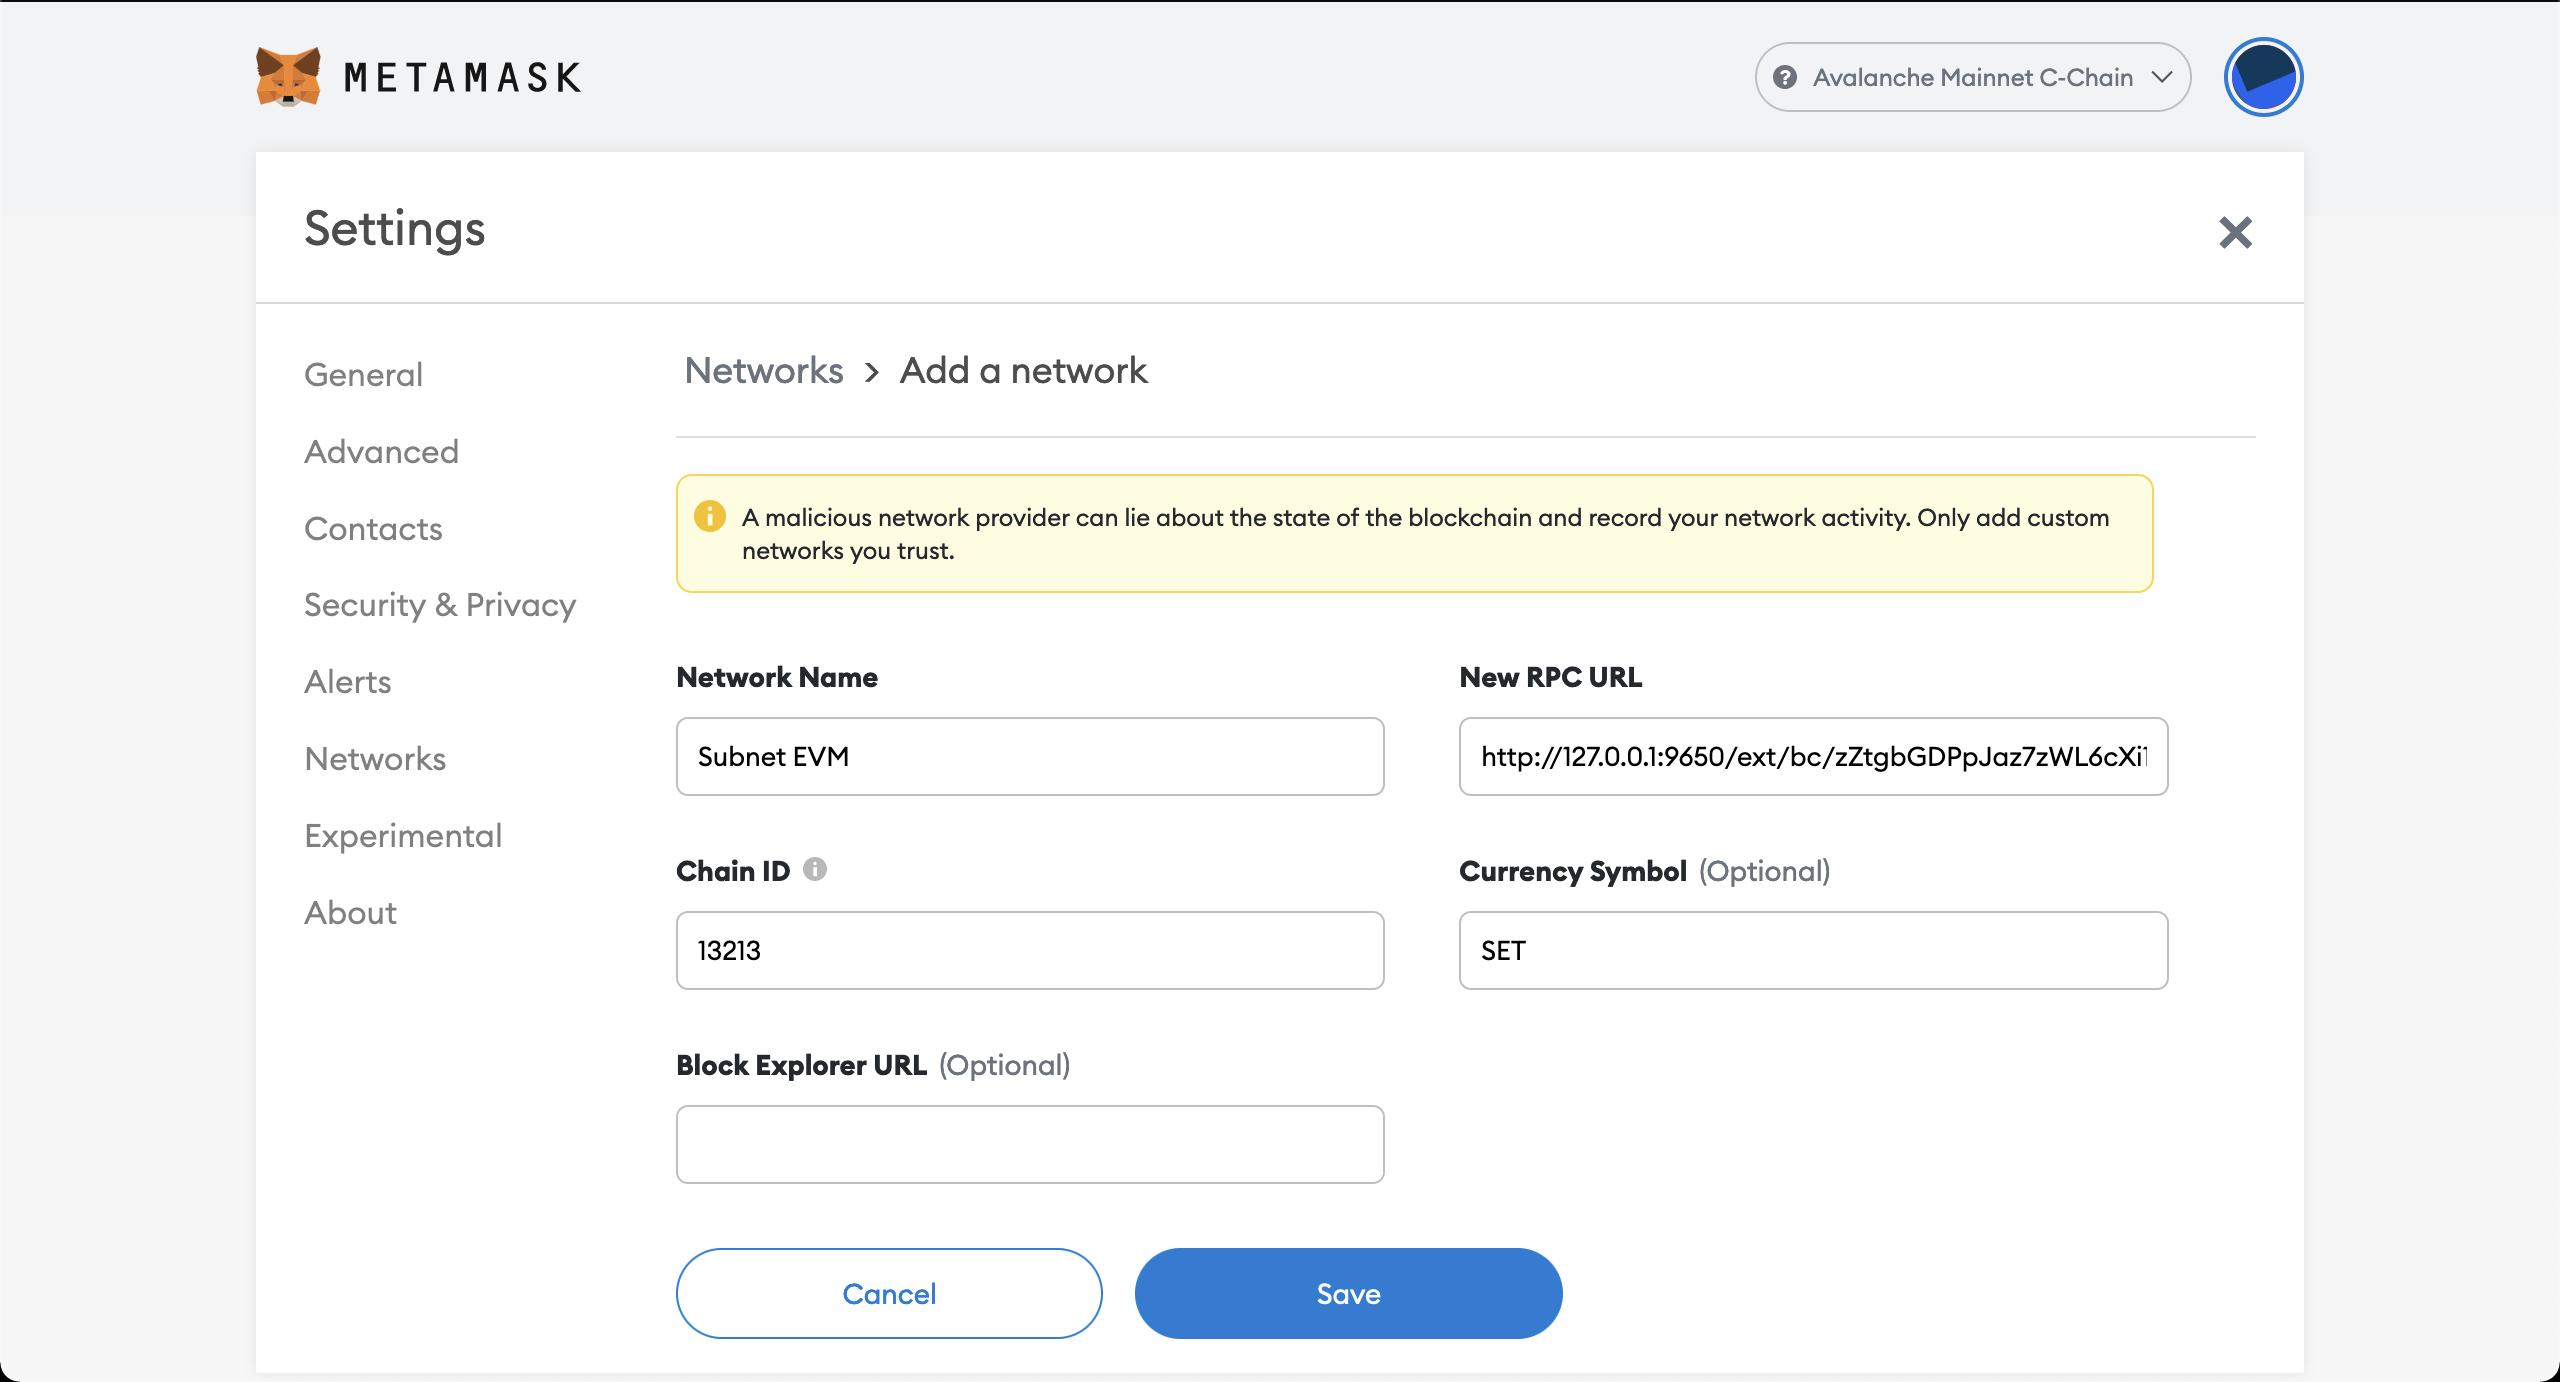 METAMASK
Avalanche Mainnet C-Chain
Settings
General
Advanced
Contacts
Security & Privacy
Alerts
Networks
Experimental
About
Networks > Add a network
A malicious network provider can lie about the state of the blockchain and record your network activity. Only add custom
networks you trust.
Network Name
Subnet EVM
New RPC URL
http://127.0.0.1:9650/ext/bc/zZtgbGDPpJaz7zWL6cXi1
Chain ID
13213
Currency Symbol (Optional)
SET
Block Explorer URL (Optional)
Cancel
Save